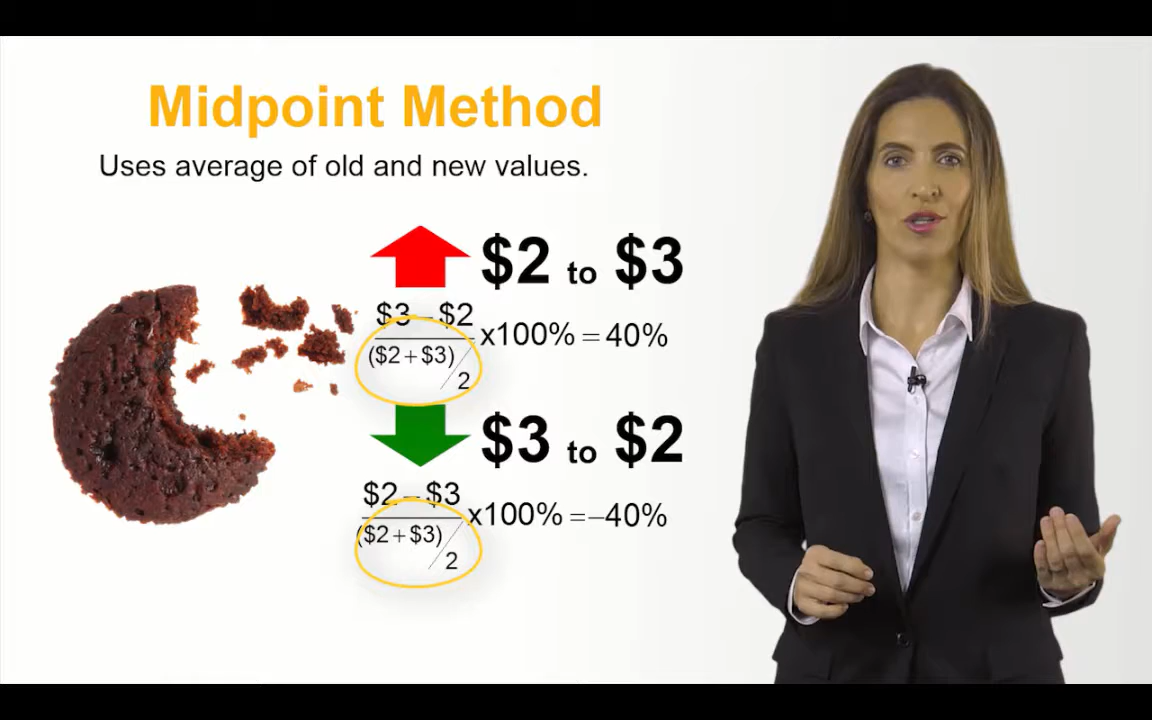 Midpoint Method
Uses average of old and new values.
$2 to $3
$3 – $2
($2 + $3)/2 x100% = 40%
$3 to $2
$2 – $3
($2 + $3)/2 x100% = –40%